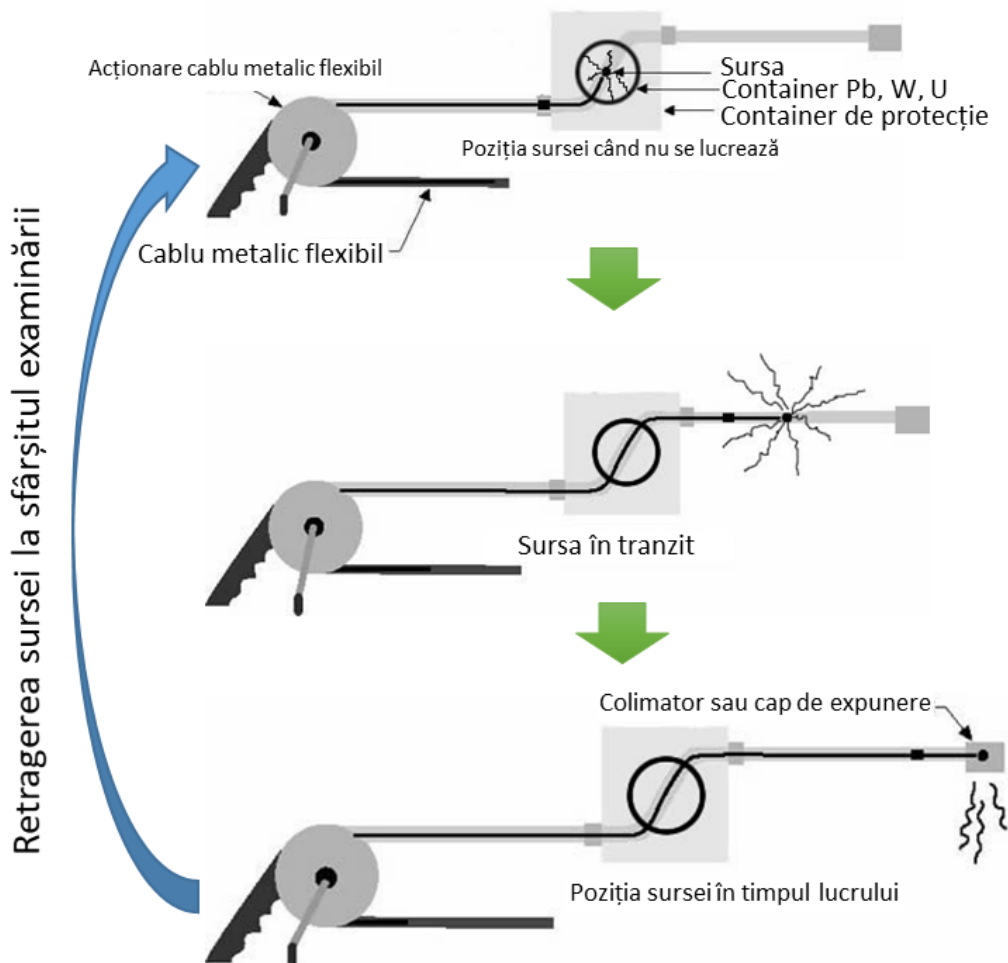 Acționare cablu metalic flexibil
Sursa
Container Pb, W, U
Container de protecție
Poziția sursei când nu se lucrează
Cablu metalic flexibil
Retragerea sursei la sfârșitul examinării
Sursa în tranzit
Colimator sau cap de expunere
Poziția sursei în timpul lucrului